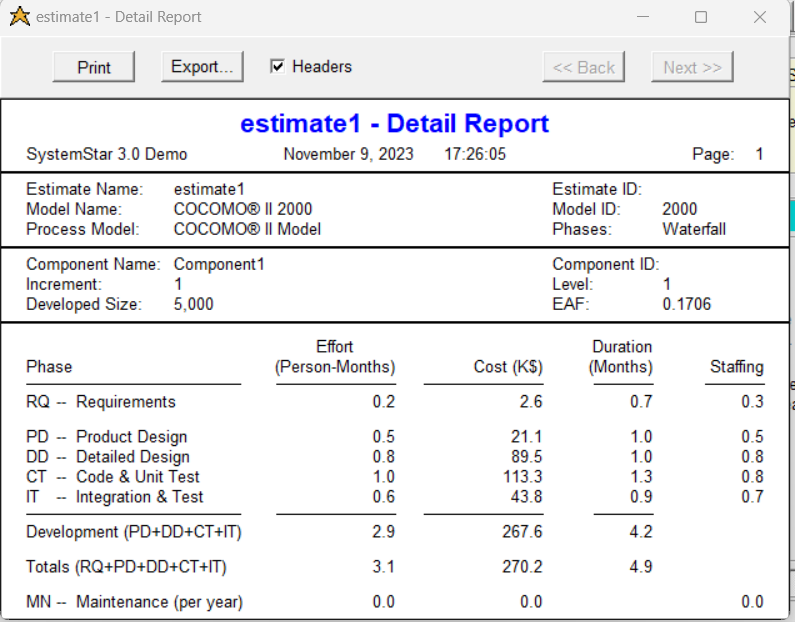 estimate1 - Detail Report
Print Export... Headers << Back Next >>
estimate1 - Detail Report
SystemStar 3.0 Demo November 9, 2023 17:26:05 Page: 1
Estimate Name: estimate1 Estimate ID:
Model Name: COCOMO® II 2000 Model ID: 2000
Process Model: COCOMO® II Model Phases: Waterfall
Component Name: Component1 Component ID:
Increment: 1 Level: 1
Developed Size: 5,000 EAF: 0.1706
Effort Duration
Phase (Person-Months) Cost (K$) (Months) Staffing
RQ -- Requirements 0.2 2.6 0.7 0.3
PD -- Product Design 0.5 21.1 1.0 0.5
DD -- Detailed Design 0.8 89.5 1.0 0.8
CT -- Code & Unit Test 1.0 113.3 1.3 0.8
IT -- Integration & Test 0.6 43.8 0.9 0.7
Development (PD+DD+CT+IT) 2.9 267.6 4.2
Totals (RQ+PD+DD+CT+IT) 3.1 270.2 4.9
MN -- Maintenance (per year) 0.0 0.0 0.0